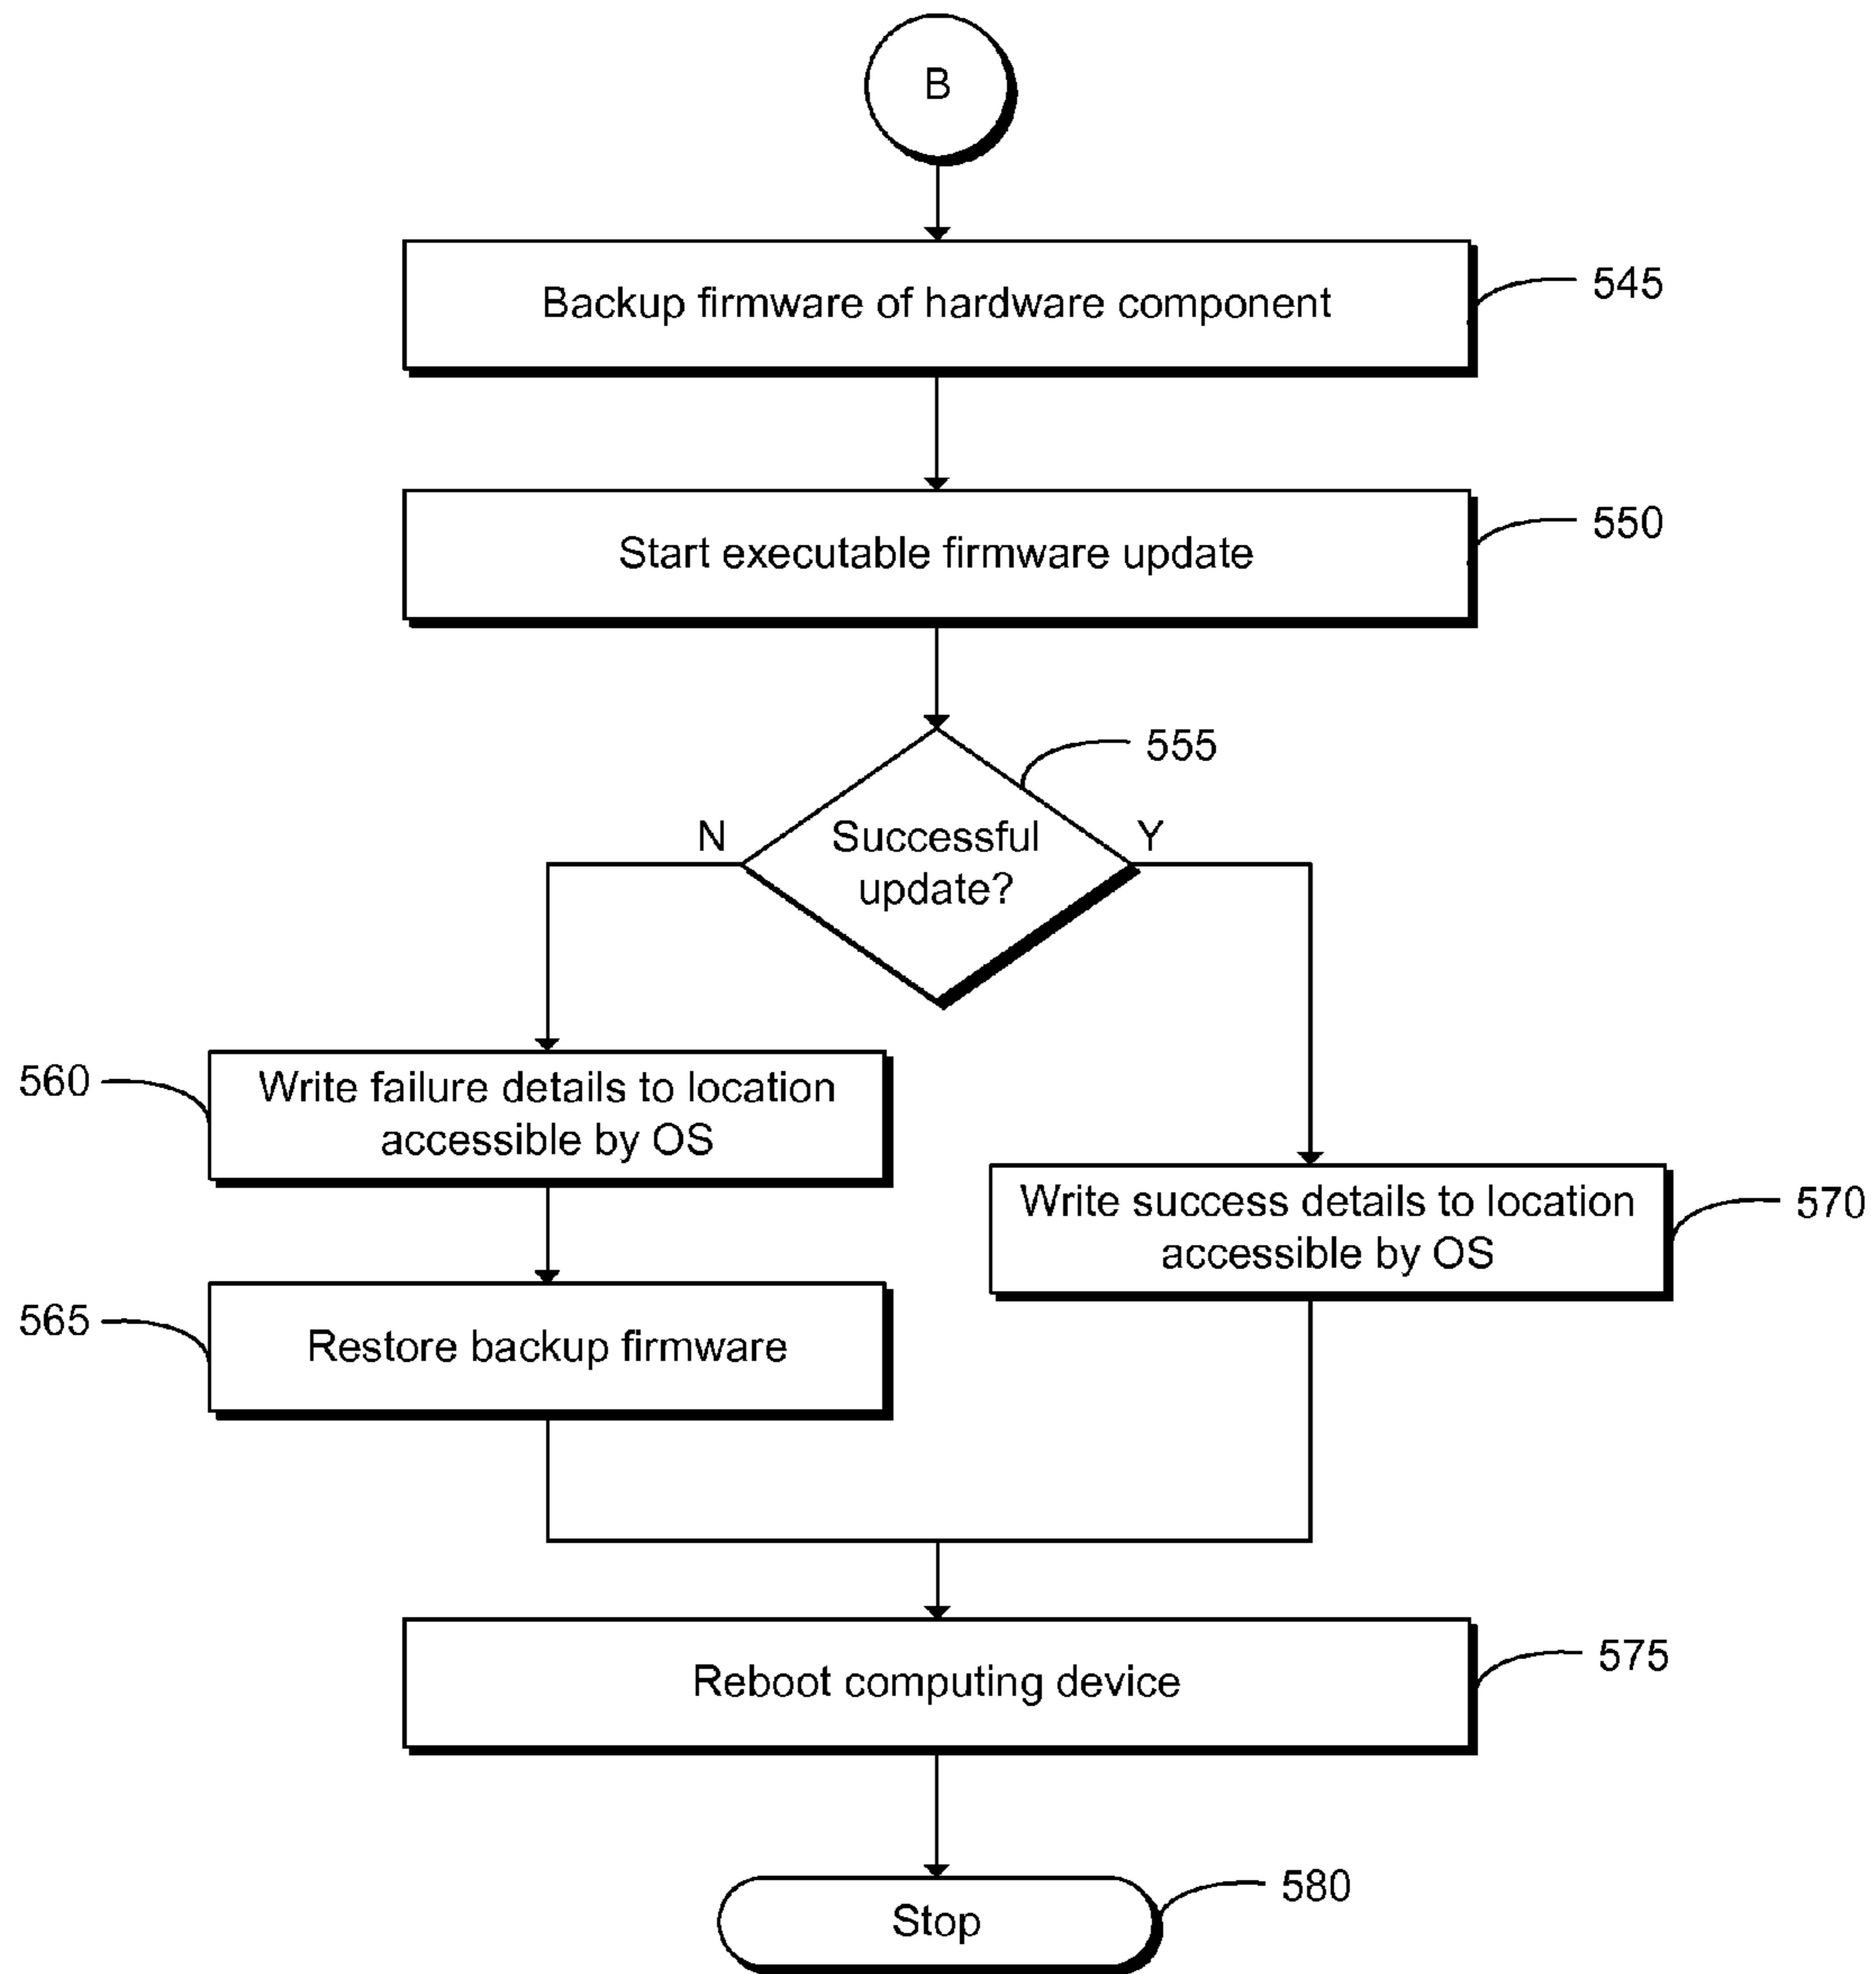 B
Backup firmware of hardware component
545
Start executable firmware update
550
555
N
Successful
Y
update?
560
Write failure details to location
accessible by OS
Write success details to location
570
accessible by OS
565
Restore backup firmware
Reboot computing device
575
Stop
580